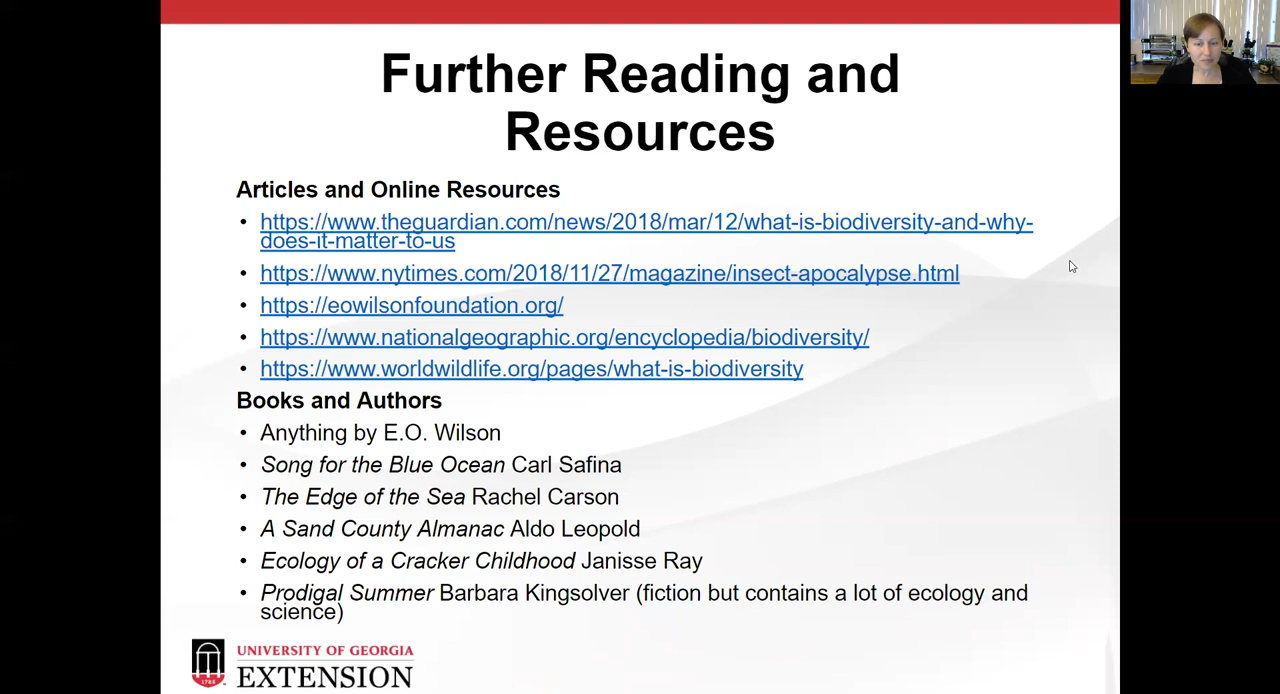 Further Reading and
Resources
Articles and Online Resources
• https://www.theguardian.com/news/2018/mar/12/what-is-biodiversity-and-why-
does-it-matter-to-us
• https://www.nytimes.com/2018/11/27/magazine/insect-apocalypse.html
• https://eowilsonfoundation.org/
• https://www.nationalgeographic.org/encyclopedia/biodiversity/
• https://www.worldwildlife.org/pages/what-is-biodiversity
Books and Authors
• Anything by E.O. Wilson
• Song for the Blue Ocean Carl Safina
• The Edge of the Sea Rachel Carson
• A Sand County Almanac Aldo Leopold
• Ecology of a Cracker Childhood Janisse Ray
• Prodigal Summer Barbara Kingsolver (fiction but contains a lot of ecology and
science)
1785
UNIVERSITY OF GEORGIA
EXTENSION